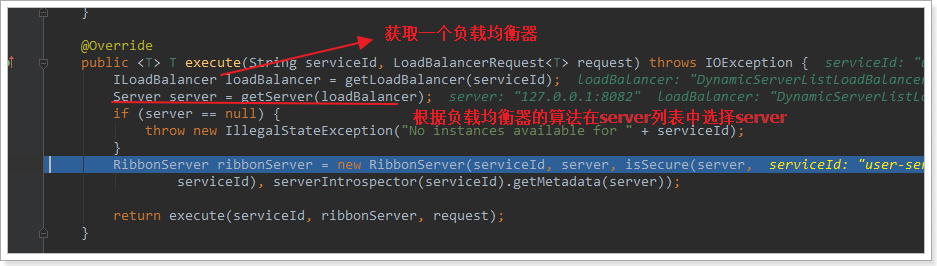 }
获取一个负载均衡器
@Override
public <T> T execute(String serviceId, LoadBalancerRequest<T> request) throws IOException { serviceId:
ILoadBalancer loadBalancer = getLoadBalancer(serviceId); loadBalancer: "DynamicServerListLoadBalancer
Server server = getServer(loadBalancer); server: "127.0.0.1:8082" loadBalancer: "DynamicServerListLo
if (server == null) {
根据负载均衡器的算法在server列表中选择server
throw new IllegalStateException("No instances available for " + serviceId);
}
RibbonServer ribbonServer = new RibbonServer(serviceId, server, isSecure(server, serviceId: "user-se
serviceId), serverIntrospector(serviceId).getMetadata(server));
return execute(serviceId, ribbonServer, request);
}